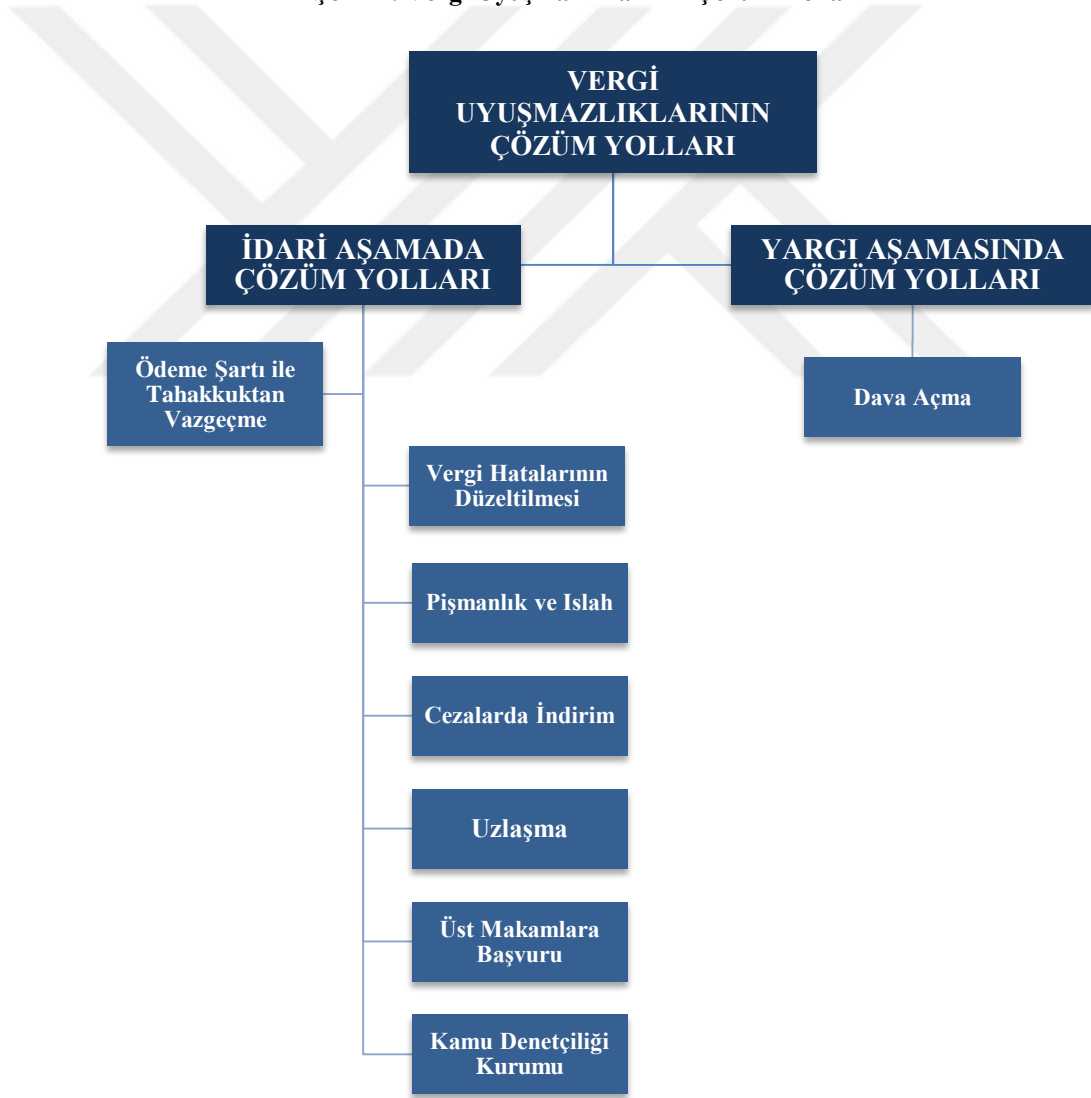 VERGİ
UYUŞMAZLIKLARININ
ÇÖZÜM YOLLARI
İDARİ AŞAMADA
ÇÖZÜM YOLLARI
YARGI AŞAMASINDA
ÇÖZÜM YOLLARI
Ödeme Şartı ile
Tahakkuktan
Vazgeçme
Dava Açma
Vergi Hatalarının
Düzeltilmesi
Pişmanlık ve Islah
Cezalarda İndirim
Uzlaşma
Üst Makamlara
Başvuru
Kamu Denetçiliği
Kurumu